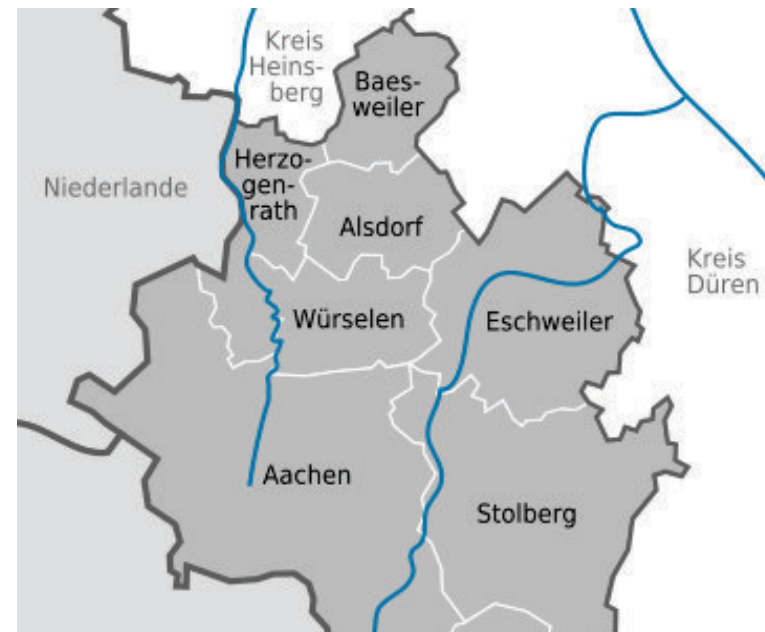 Kreis
Heins-
berg
Baes-
weiler
Herzo-
gen-
rath
Niederlande
Alsdorf
Kreis
Düren
Würselen
Eschweiler
Aachen
Stolberg